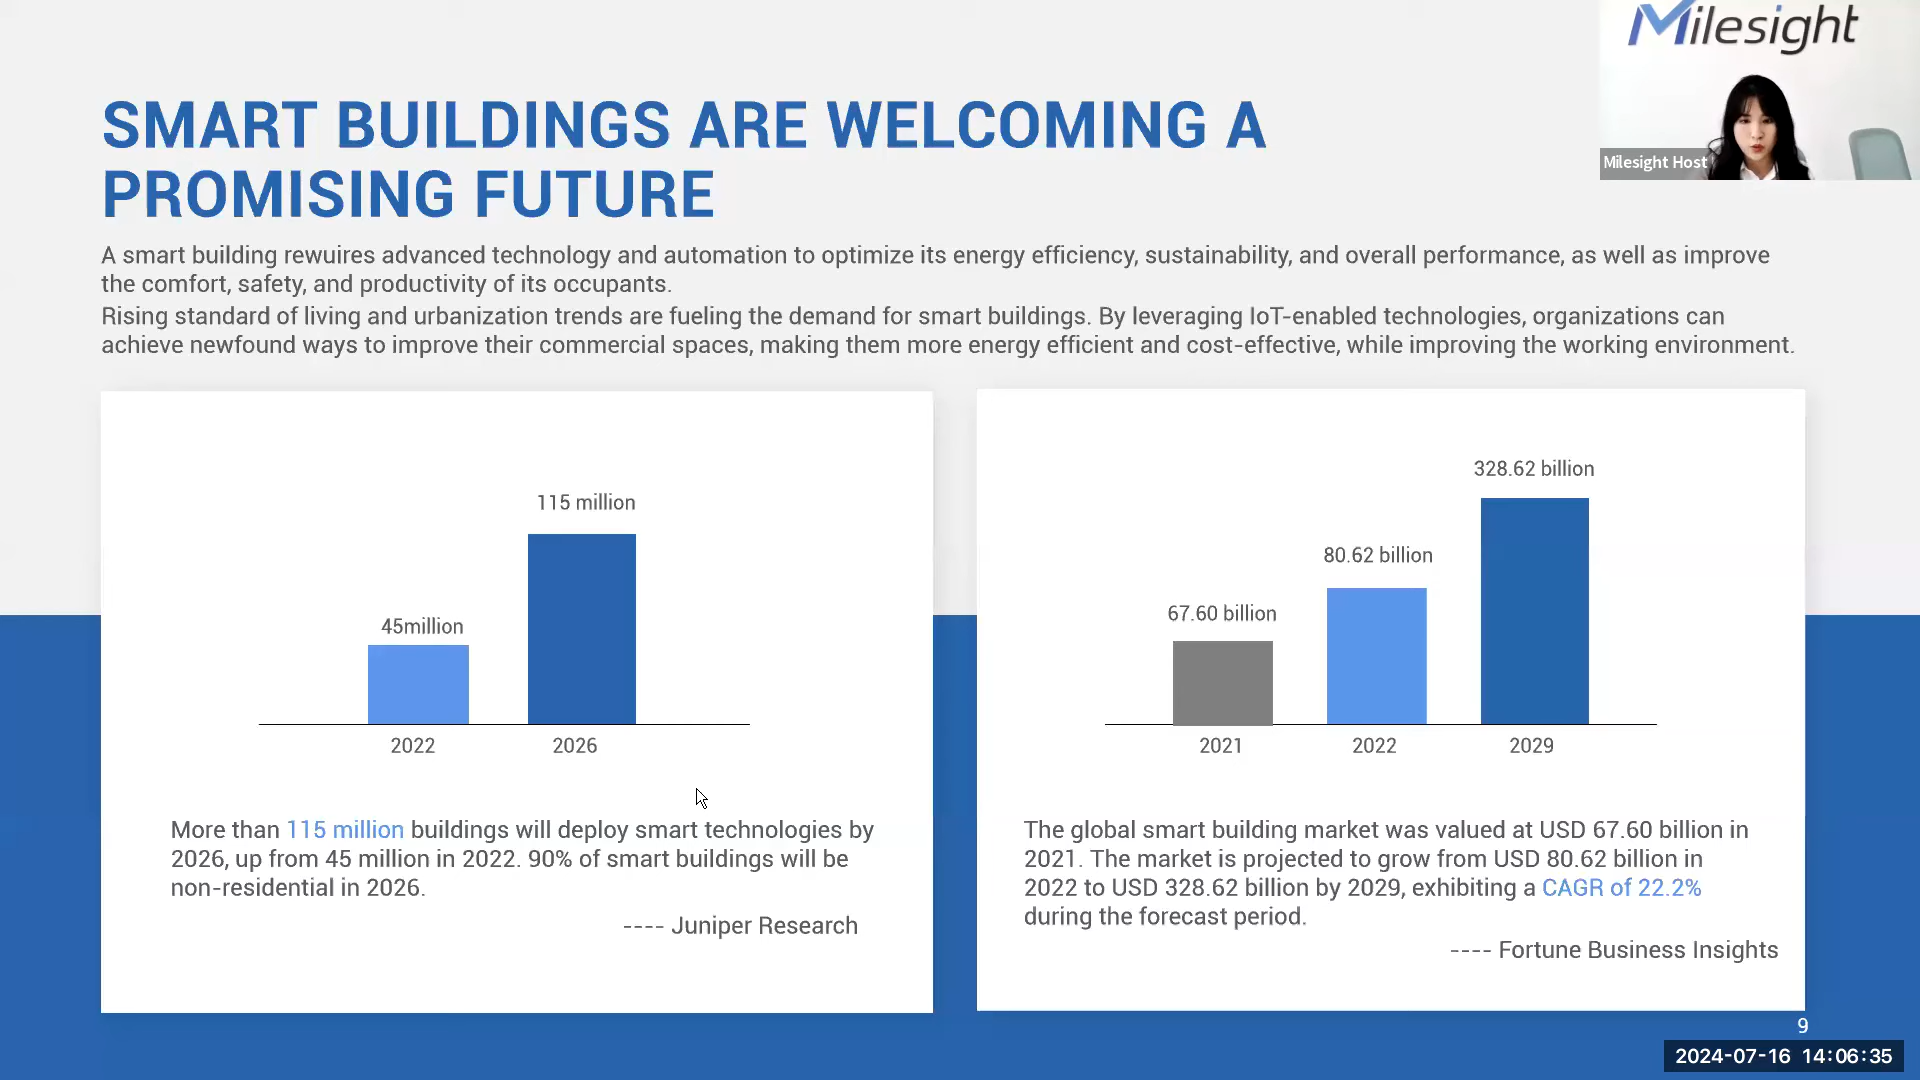 Milesight
Milesight Host
SMART BUILDINGS ARE WELCOMING A
PROMISING FUTURE
A smart building rewuires advanced technology and automation to optimize its energy efficiency, sustainability, and overall performance, as well as improve
the comfort, safety, and productivity of its occupants.
Rising standard of living and urbanization trends are fueling the demand for smart buildings. By leveraging IoT-enabled technologies, organizations can
achieve newfound ways to improve their commercial spaces, making them more energy efficient and cost-effective, while improving the working environment.
115 million
45million
2022
2026
More than 115 million buildings will deploy smart technologies by
2026, up from 45 million in 2022. 90% of smart buildings will be
non-residential in 2026.
---- Juniper Research
328.62 billion
80.62 billion
67.60 billion
2021
2022
2029
The global smart building market was valued at USD 67.60 billion in
2021. The market is projected to grow from USD 80.62 billion in
2022 to USD 328.62 billion by 2029, exhibiting a CAGR of 22.2%
during the forecast period.
---- Fortune Business Insights
9
2024-07-16 14:06:35